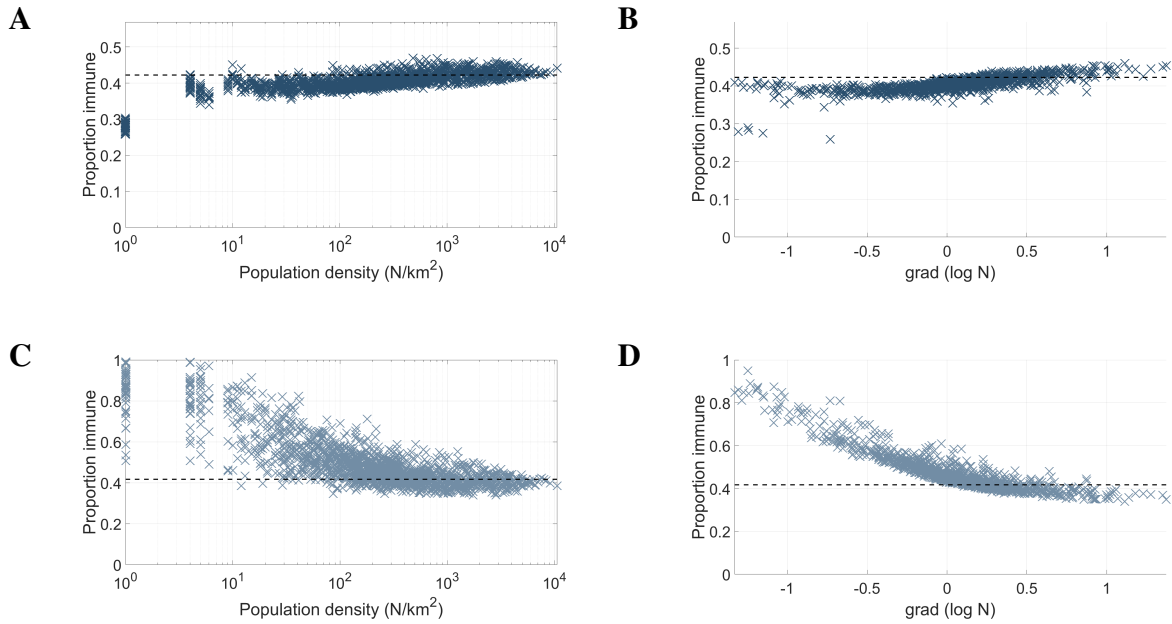 A
0.5
0.4
0.3
0.2
0.1
0
Proportion immune
10^0 10^1 10^2 10^3 10^4
Population density (N/km^2)
B
0.5
0.4
0.3
0.2
0.1
0
Proportion immune
-1 -0.5 0 0.5 1
grad (log N)
C
1
0.8
0.6
0.4
0.2
0
Proportion immune
10^0 10^1 10^2 10^3 10^4
Population density (N/km^2)
D
1
0.8
0.6
0.4
0.2
0
Proportion immune
-1 -0.5 0 0.5 1
grad (log N)